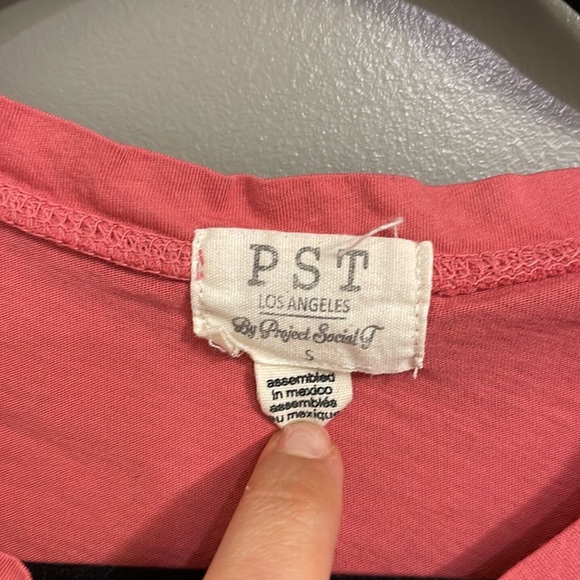 PST
LOS ANGELES
By Project Social T
S
assembled
in mexico
assemblés
au mexique